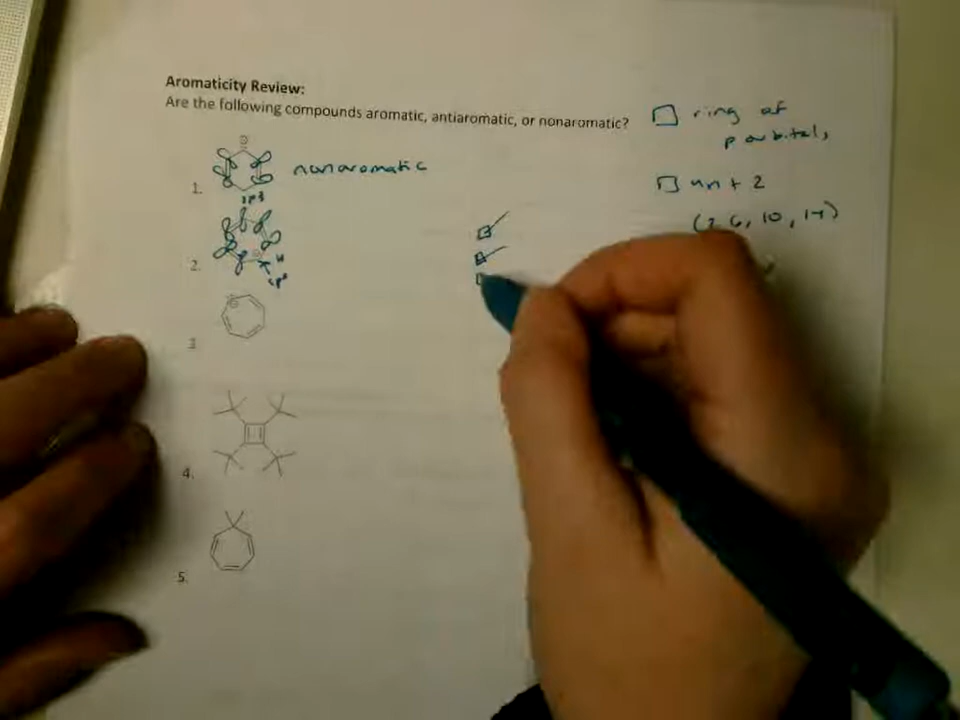 Aromaticity Review:
Are the following compounds aromatic, antiaromatic, or nonaromatic?
ring of
p orbitals
1. nonaromatic
4n + 2
sp3
(2, 6, 10, 14)
2.
3.
4.
5.